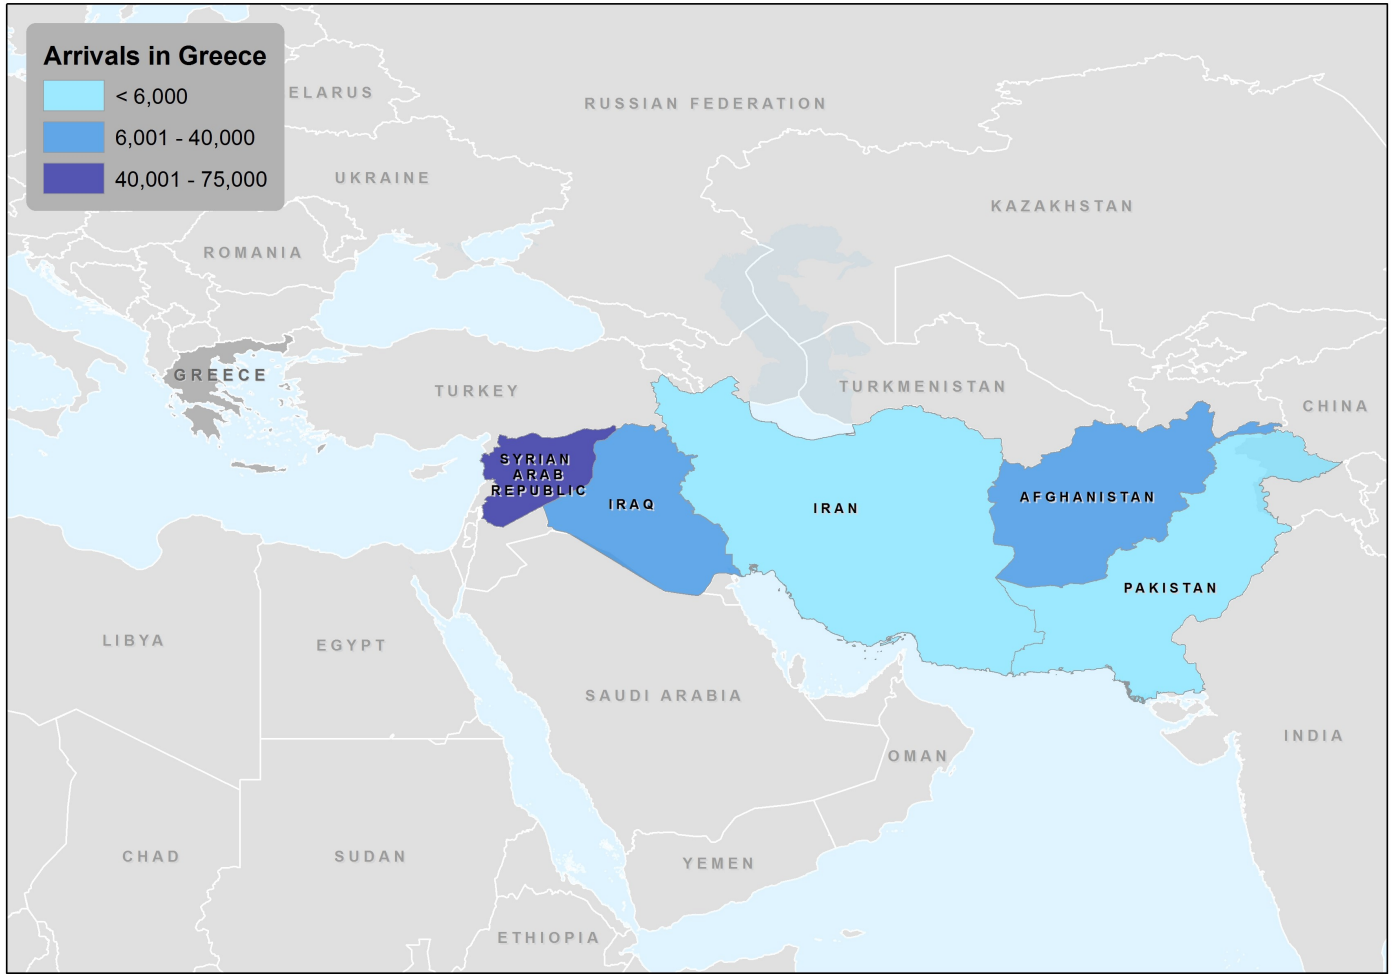 Arrivals in Greece
< 6,000
6,001 - 40,000
40,001 - 75,000
ELARUS
RUSSIAN FEDERATION
UKRAINE
KAZAKHSTAN
ROMANIA
GREECE
TURKEY
TURKMENISTAN
CHINA
SYRIAN
ARAB
REPUBLIC
IRAQ
IRAN
AFGHANISTAN
PAKISTAN
LIBYA
EGYPT
SAUDI ARABIA
OMAN
INDIA
CHAD
SUDAN
YEMEN
ETHIOPIA